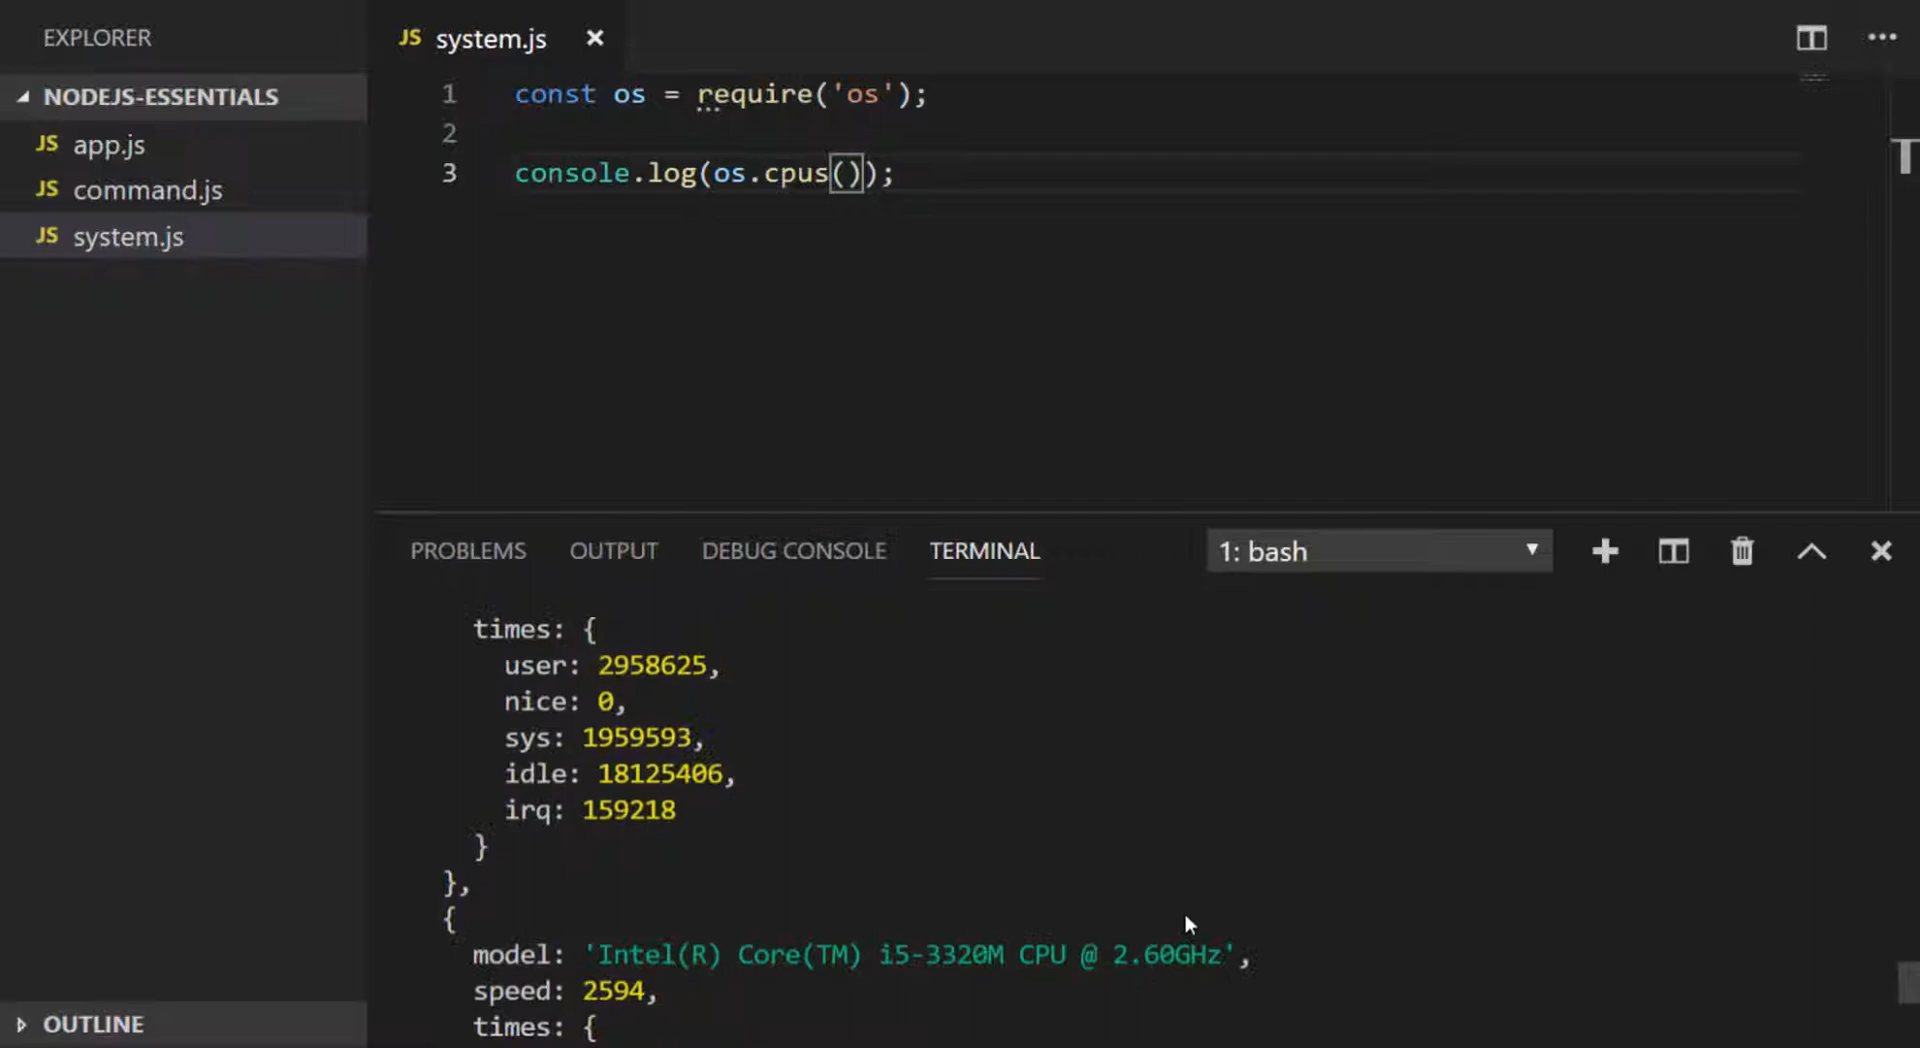 EXPLORER
NODEJS-ESSENTIALS
JS app.js
JS command.js
JS system.js
OUTLINE
JS system.js
1 const os = require('os');
2
3 console.log(os.cpus());
PROBLEMS OUTPUT DEBUG CONSOLE TERMINAL 1: bash
times: {
user: 2958625,
nice: 0,
sys: 1959593,
idle: 18125406,
irq: 159218
}
},
{
model: 'Intel(R) Core(TM) i5-3320M CPU @ 2.60GHz',
speed: 2594,
times: {